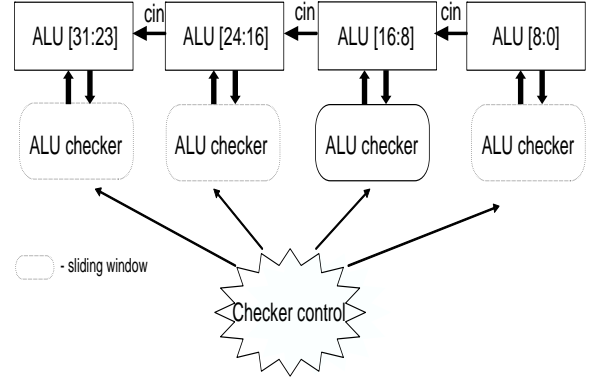 cin cin cin
ALU [31:23] ALU [24:16] ALU [16:8] ALU [8:0]
ALU checker ALU checker ALU checker ALU checker
- sliding window
Checker control